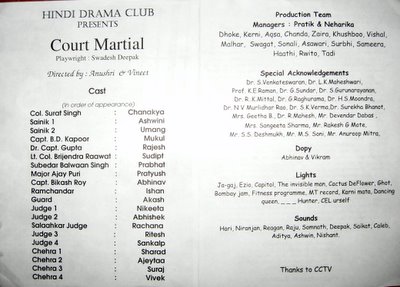 HINDI DRAMA CLUB
PRESENTS
Court Martial
Playwright : Swadesh Deepak
Directed by : Anushri & Vineet
Cast
(in order of appearance)
Col. Surat Singh : Chanakya
Sainik 1 : Ashwini
Sainik 2 : Umang
Capt. B.D. Kapoor : Mukul
Dr. Capt. Gupta : Rajesh
Lt. Col. Brijendra Raawat : Sudipt
Subedar Balwaan Singh : Prabhat
Major Ajay Puri : Pratyush
Capt. Bikash Roy : Abhinav
Ramchandar : Ishan
Guard : Akash
Judge 1 : Nikeeta
Judge 2 : Abhishek
Salaahkar Judge : Rachana
Judge 3 : Ritesh
Judge 4 : Sankalp
Chehra 1 : Sharad
Chehra 2 : Ajeytaa
Chehra 3 : Suraj
Chehra 4 : Vivek
Production Team
Managers : Pratik & Neharika
Dhoke, Kerni, Aqsa, Chanda, Zaira, Khushboo, Vishal,
Malhar, Swagat, Sonali, Asawari, Surbhi, Sameera,
Haathi, Rwito, Tadi
Special Acknowledgements
Dr. S.Venkateswaran, Dr. L.K.Maheshwari,
Prof. K.E.Raman, Dr. G.Sundar, Dr. S.Gurunarayanan,
Dr. R.K.Mittal, Dr. G.Raghurama, Dr. H.S.Moondra,
Dr. N.V Murlidhar Rao, Dr. S.K.Verma, Dr. Surekha Bhanot,
Mrs. Geetha B., Dr. R.Mahesh, Mr. Devendar Dabas,
Mrs. Sangeeta Sharma, Mr. Rakesh G Mote,
Mr. S.S. Deshmukh, Mr. M.S. Soni, Mr. Anuroop Mitra,
Dopy
Abhinav & Vikram
Lights
Ja-gaj, Ezio, Capitol, The invisible man, Cactus DeFlower, Ghot,
Bombay jam, Fitness programme, MT record, Karni mata, Dancing
queen, _ _ _ Hunter, CEL urself
Sounds
Hari, Niranjan, Reagan, Raju, Somnath, Deepak, Saikat, Caleb,
Aditya, Ashwin, Nishant.
Thanks to CCTV